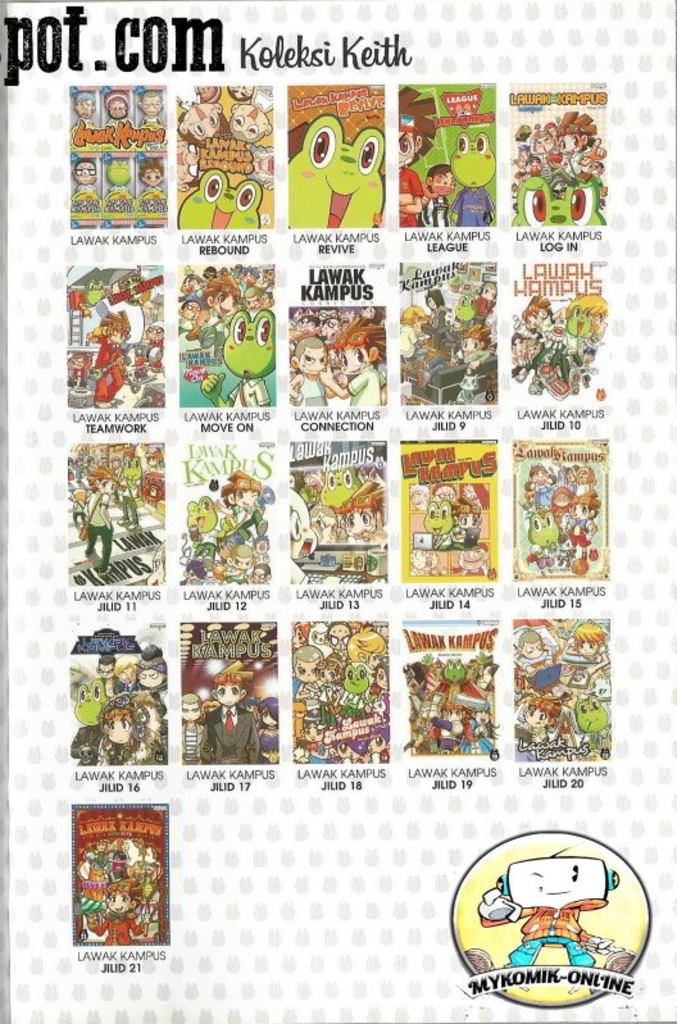 pot.com Koleksi Keith
LAWAK KAMPUS
LAWAK KAMPUS
REBOUND
LAWAK KAMPUS
REVIVE
LAWAK KAMPUS
LEAGUE
LAWAK KAMPUS
LOG IN
LAWAK KAMPUS
TEAMWORK
LAWAK KAMPUS
MOVE ON
LAWAK KAMPUS
CONNECTION
LAWAK KAMPUS
JILID 9
LAWAK KAMPUS
JILID 10
LAWAK KAMPUS
JILID 11
LAWAK KAMPUS
JILID 12
LAWAK KAMPUS
JILID 13
LAWAK KAMPUS
JILID 14
LAWAK KAMPUS
JILID 15
LAWAK KAMPUS
JILID 16
LAWAK KAMPUS
JILID 17
LAWAK KAMPUS
JILID 18
LAWAK KAMPUS
JILID 19
LAWAK KAMPUS
JILID 20
LAWAK KAMPUS
JILID 21
MYKOMIK-ONLINE